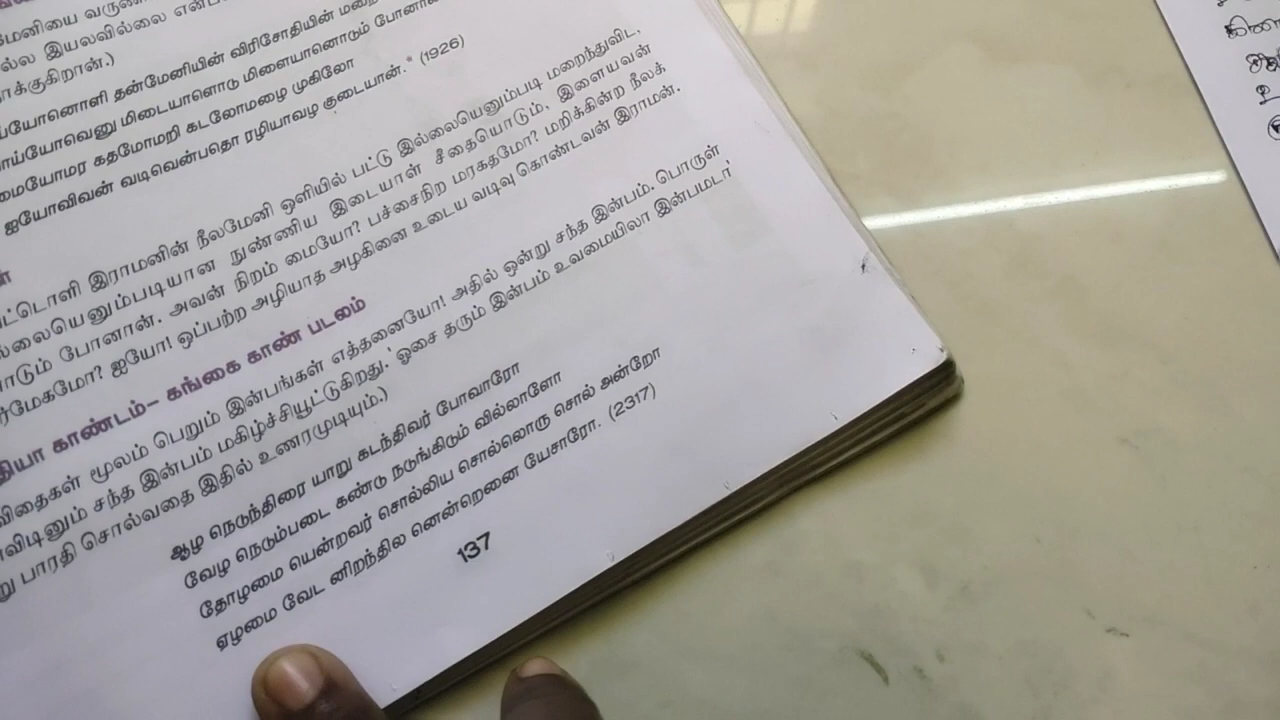 மேனியை
ல்ல இயலவில்லை
ாக்குகிறான்.)
ய்யோனொளி தன்மேனியின் விரிசோதியின்
பொய்யோவெனு மிடையாளொடு மிளையானொடும் போனான்
மையோமர கதமோமறி கடலோமழை முகிலோ
ஐயோவிவன் வடிவென்பதொ ரழியாவழ குடையான்.* (1926)
ள்
ட்டொளி இராமனின் நீலமேனி ஒளியில் பட்டு இல்லையெனும்படி மறைந்துவிட,
ல்லையெனும்படியான நுண்ணிய இடையாள் சீதையொடும், இளையவன்
ாடும் போனான். அவன் நிறம் மையோ? பச்சைநிற மரகதமோ? மறிக்கின்ற நீலக்
ர்மேகமோ? ஐயோ! ஒப்பற்ற அழியாத அழகினை உடைய வடிவு கொண்டவன் இராமன்.
தியா காண்டம்– கங்கை காண் படலம்
விதைகள் மூலம் பெறும் இன்பங்கள் எத்தனையோ! அதில் ஒன்று சந்த இன்பம். பொருள்
விடினும் சந்த இன்பம் மகிழ்ச்சியூட்டுகிறது. 'ஓசை தரும் இன்பம் உவமையிலா இன்பமடா'
று பாரதி சொல்வதை இதில் உணரமுடியும்.)
ஆழ நெடுந்திரை யாறு கடந்திவர் போவாரோ
வேழ நெடும்படை கண்டு நடுங்கிடும் வில்லாளோ
தோழமை யென்றவர் சொல்லிய சொல்லொரு சொல் அன்றோ
ஏழமை வேட னிறந்தில னென்றெனை யேசாரோ. (2317)
137